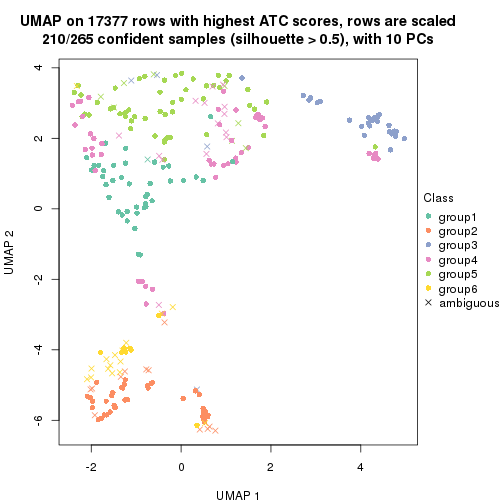 UMAP on 17377 rows with highest ATC scores, rows are scaled
210/265 confident samples (silhouette > 0.5), with 10 PCs
4
2
0
-2
-4
-6
UMAP 2
-2
0
2
4
UMAP 1
Class
group1
group2
group3
group4
group5
group6
ambiguous